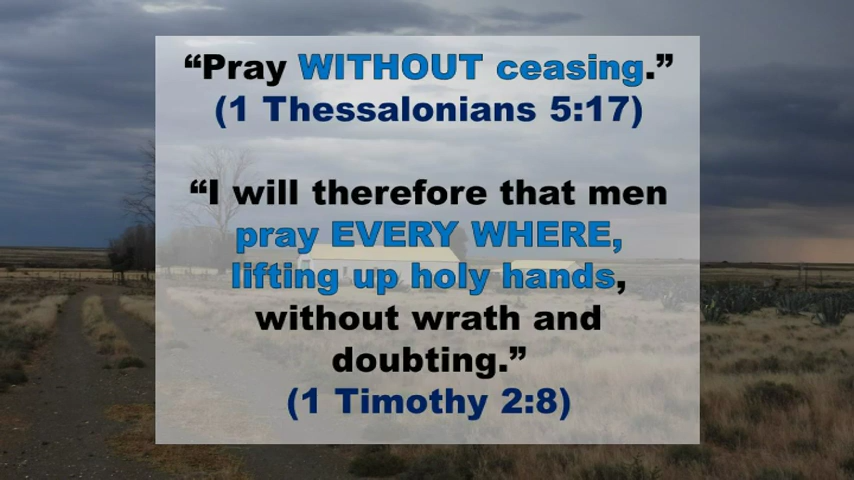 “Pray WITHOUT ceasing.”
(1 Thessalonians 5:17)
“I will therefore that men
pray EVERY WHERE,
lifting up holy hands,
without wrath and
doubting.”
(1 Timothy 2:8)